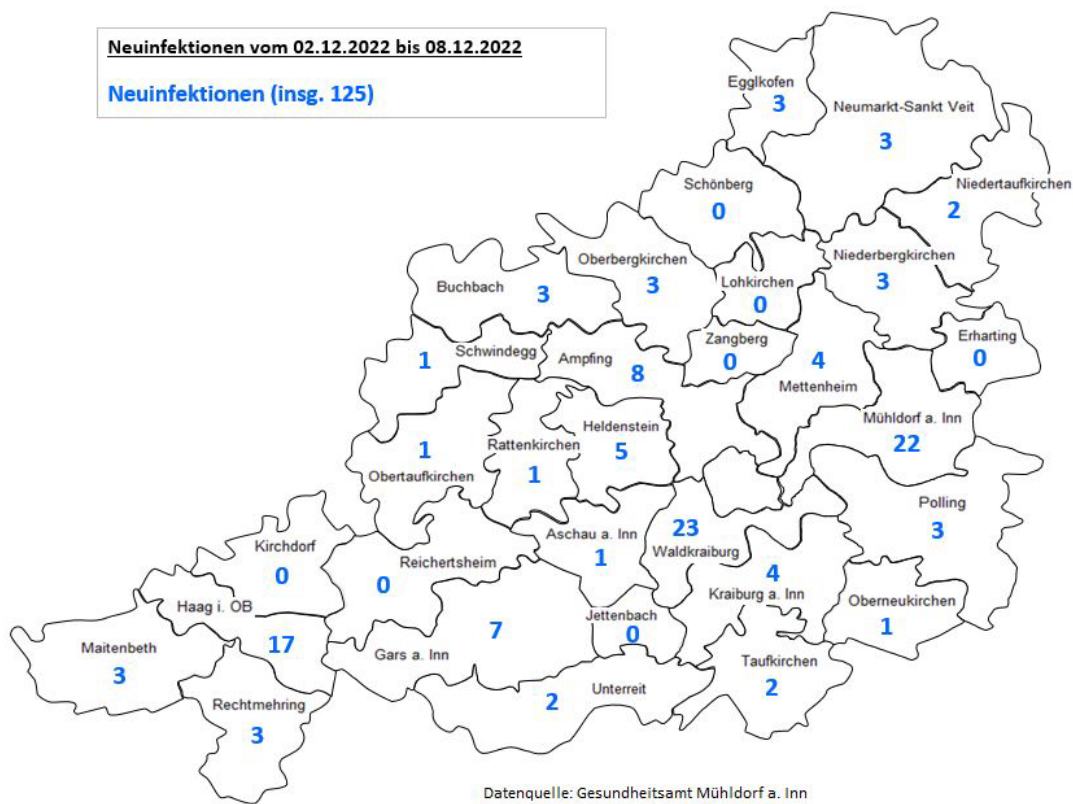 Neuinfektionen vom 02.12.2022 bis 08.12.2022
Neuinfektionen (insg. 125)
Egglkofen
3
Neumarkt-Sankt Veit
3
Schönberg
0
Niedertaufkirchen
2
Oberbergkirchen
3
Lohkirchen
0
Niederbergkirchen
3
Buchbach 3
Schwindegg
1
Ampfing
8
Zangberg
0
4
Mettenheim
Erharting
0
Mühldorf a. Inn
22
1
Obertaufkirchen
Rattenkirchen
1
Heldenstein
5
Polling
3
Kirchdorf
0
Reichertsheim
0
Aschau a. Inn
1
23
Waldkraiburg
4
Kraiburg a. Inn
Oberneukirchen
1
Haag i. OB
17
Maitenbeth
3
Rechtmehring
3
7
Gars a. Inn
Jettenbach
0
2 Unterreit
Taufkirchen
2
Datenquelle: Gesundheitsamt Mühldorf a. Inn